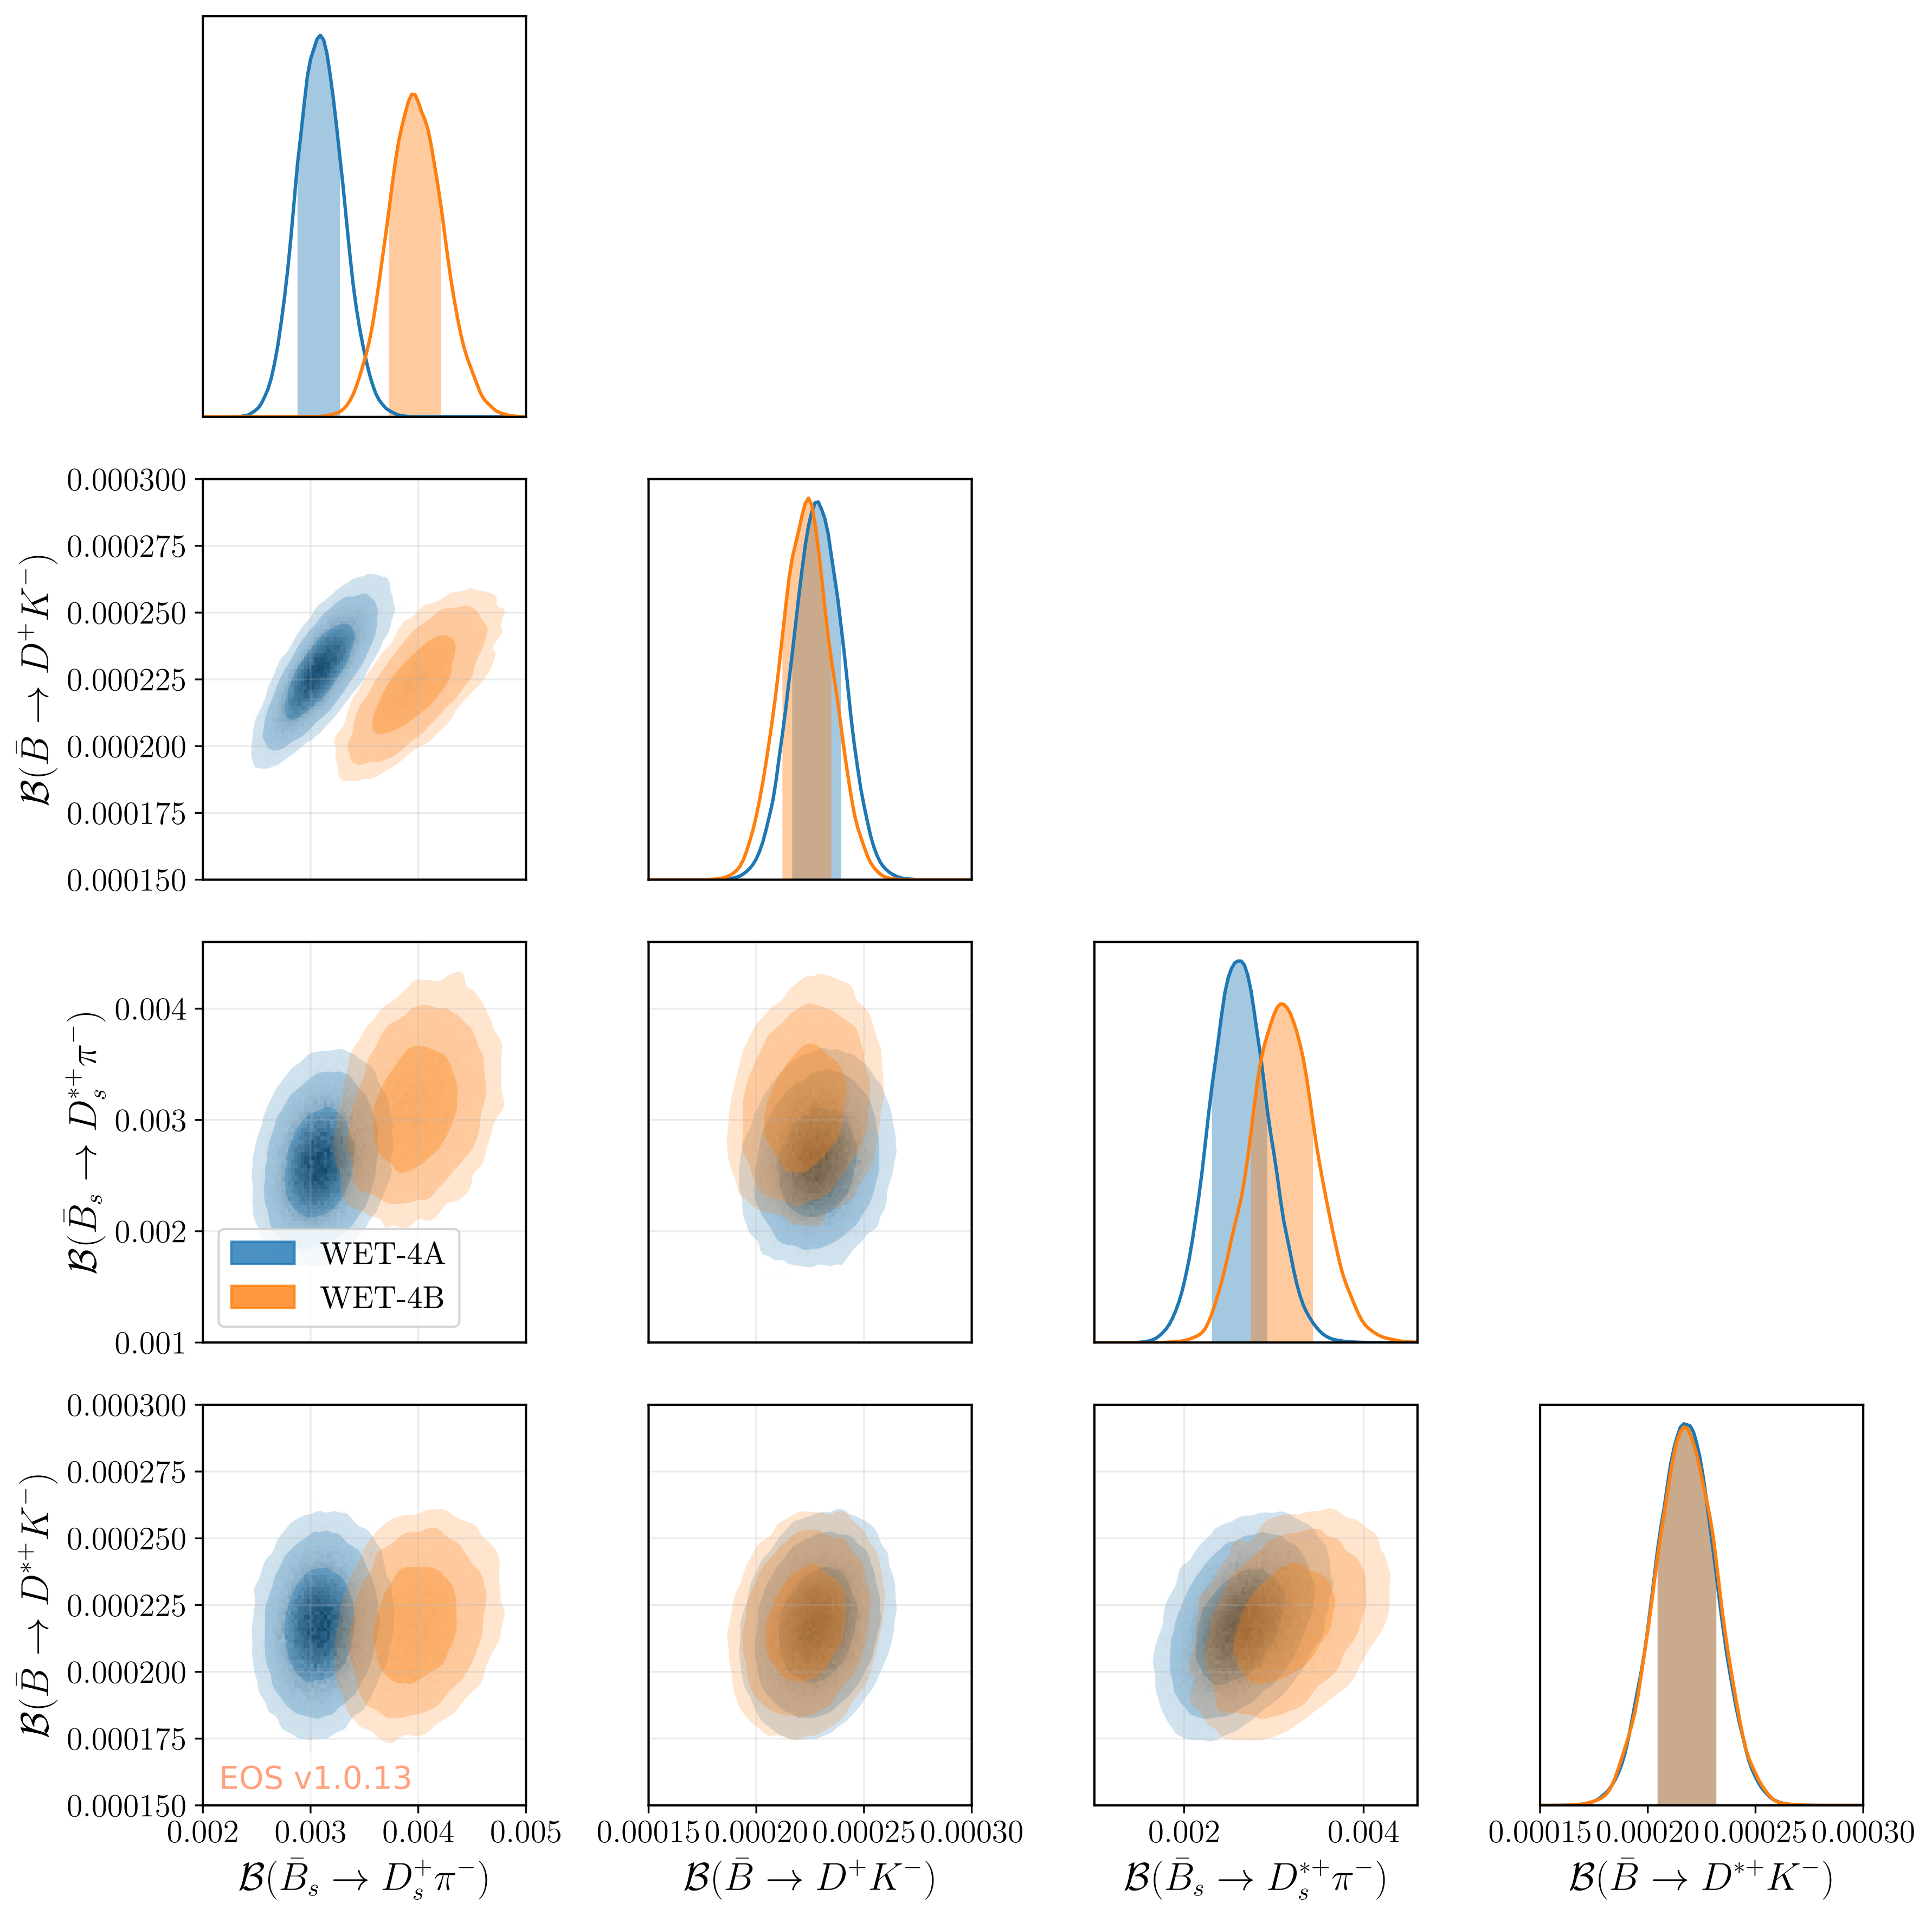 0.000300
0.000275
0.000250
0.000225
0.000200
0.000175
0.000150
𝓑(B̄ → D⁺K⁻)
0.004
0.003
0.002
0.001
𝓑(B̄ₛ → Dₛ*⁺π⁻)
WET-4A
WET-4B
0.000300
0.000275
0.000250
0.000225
0.000200
0.000175
0.000150
𝓑(B̄ → D*⁺K⁻)
EOS v1.0.13
0.002 0.003 0.004 0.005
0.00015 0.00020 0.00025 0.00030
0.002 0.004
0.00015 0.00020 0.00025 0.00030
𝓑(B̄ₛ → Dₛ⁺π⁻)
𝓑(B̄ → D⁺K⁻)
𝓑(B̄ₛ → Dₛ*⁺π⁻)
𝓑(B̄ → D*⁺K⁻)